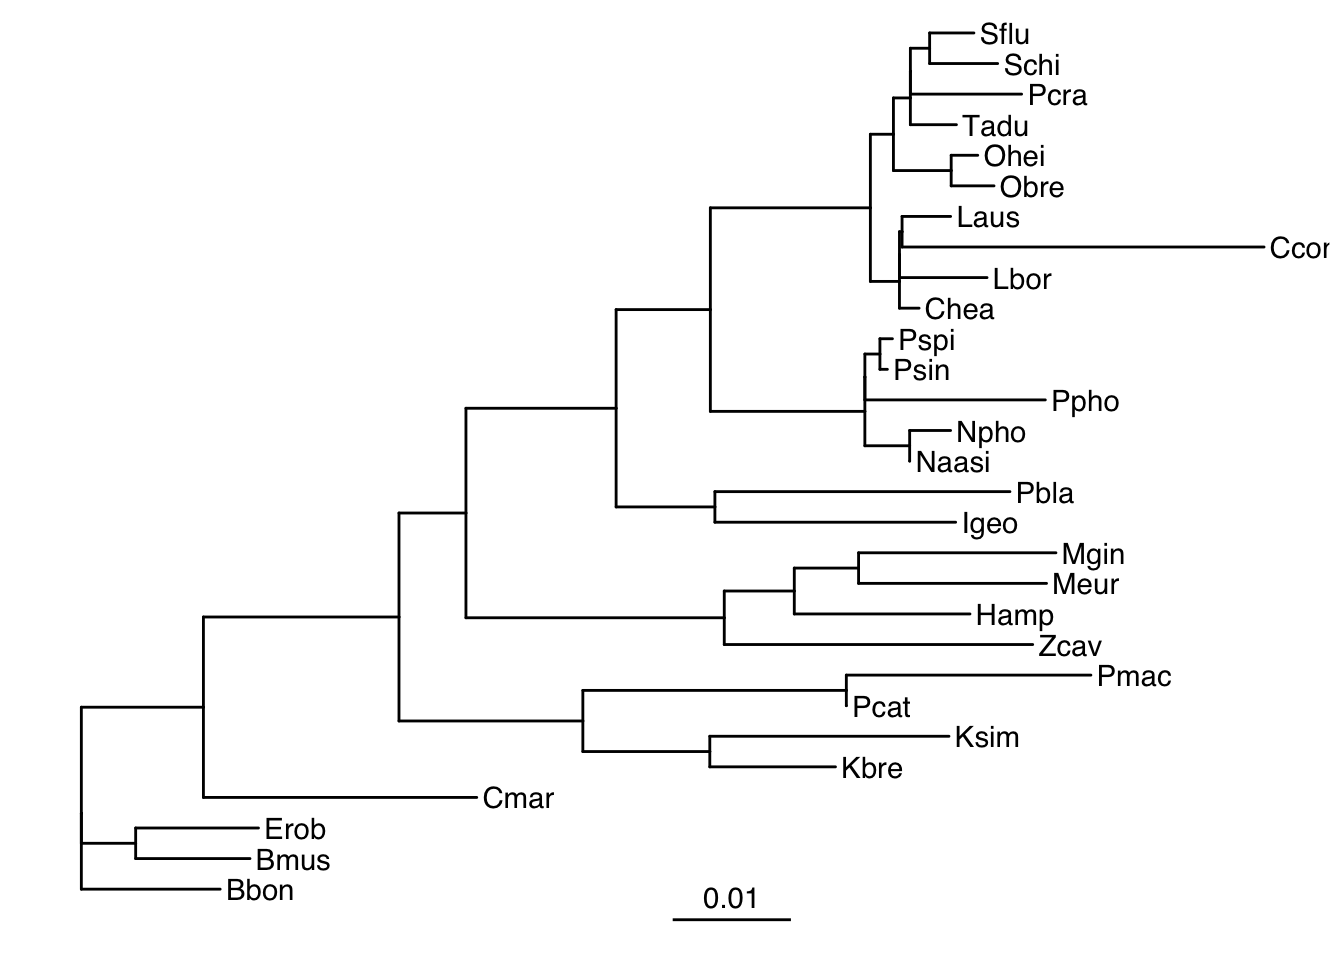 Sflu
Schi
Pcra
Tadu
Ohei
Obre
Laus
Ccor
Lbor
Chea
Pspi
Psin
Ppho
Npho
Naasi
Pbla
Igeo
Mgin
Meur
Hamp
Zcav
Pmac
Pcat
Ksim
Kbre
Cmar
Erob
Bmus
Bbon
0.01